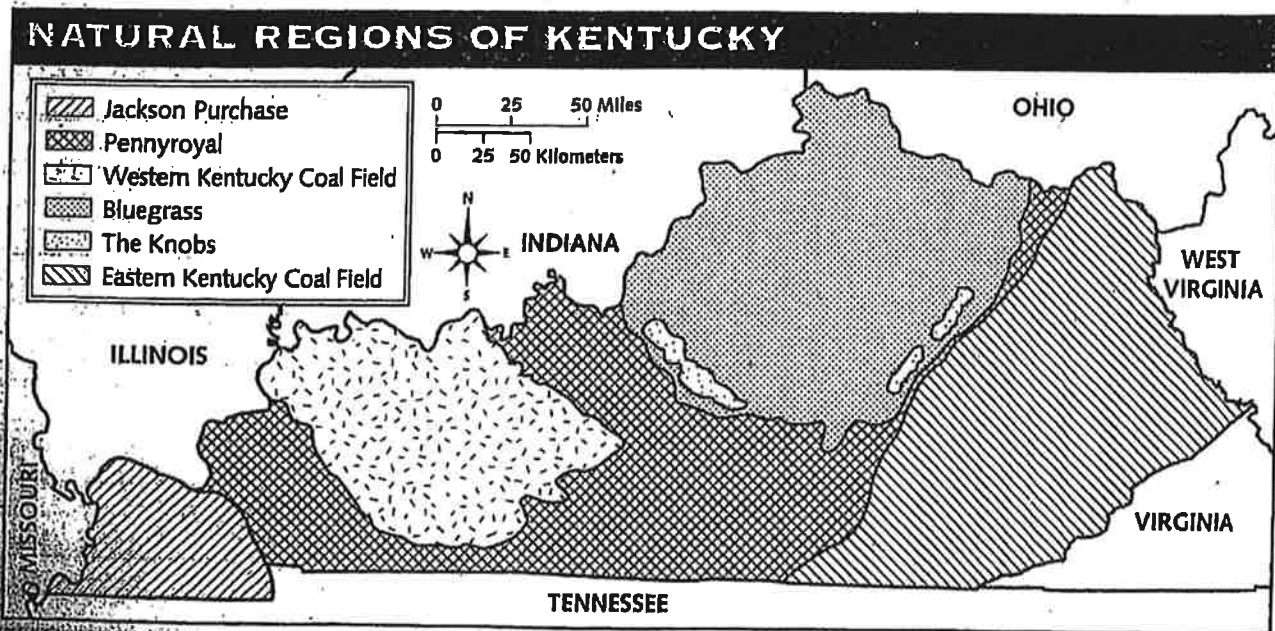 NATURAL REGIONS OF KENTUCKY
Jackson Purchase
Pennyroyal
Western Kentucky Coal Field
Bluegrass
The Knobs
Eastern Kentucky Coal Field
0 25 50 Miles
0 25 50 Kilometers
N
W E
S
OHIO
INDIANA
WEST
VIRGINIA
ILLINOIS
MISSOURI
VIRGINIA
TENNESSEE